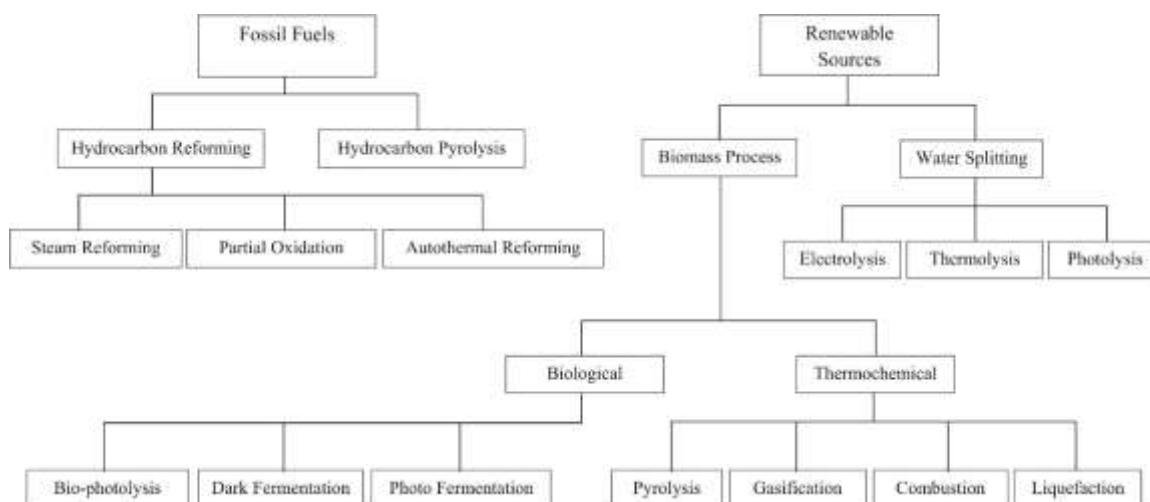 Fossil Fuels
Renewable
Sources
Hydrocarbon Reforming
Hydrocarbon Pyrolysis
Biomass Process
Water Splitting
Steam Reforming
Partial Oxidation
Autothermal Reforming
Electrolysis
Thermolysis
Photolysis
Biological
Thermochemical
Bio-photolysis
Dark Fermentation
Photo Fermentation
Pyrolysis
Gasification
Combustion
Liquefaction